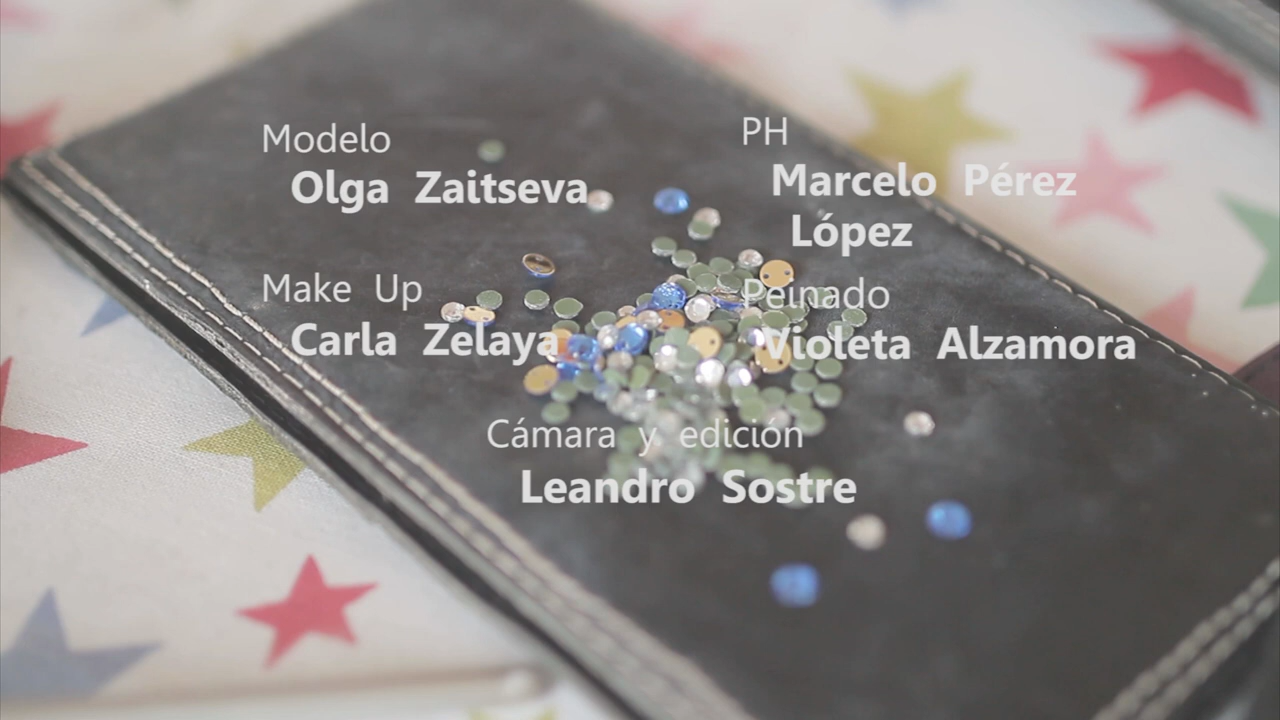 Modelo
Olga Zaitseva
PH
Marcelo Pérez
López
Make Up
Carla Zelaya
Peinado
Violeta Alzamora
Cámara y edición
Leandro Sostre